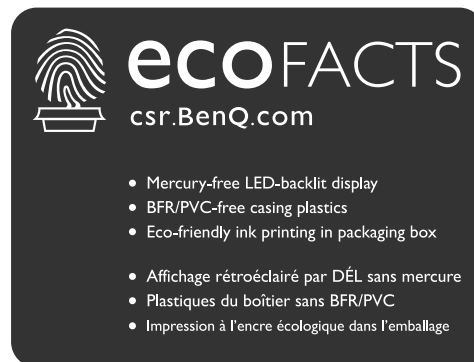 ecoFACTS
csr.BenQ.com
• Mercury-free LED-backlit display
• BFR/PVC-free casing plastics
• Eco-friendly ink printing in packaging box
• Affichage rétroéclairé par DÉL sans mercure
• Plastiques du boîtier sans BFR/PVC
• Impression à l'encre écologique dans l'emballage